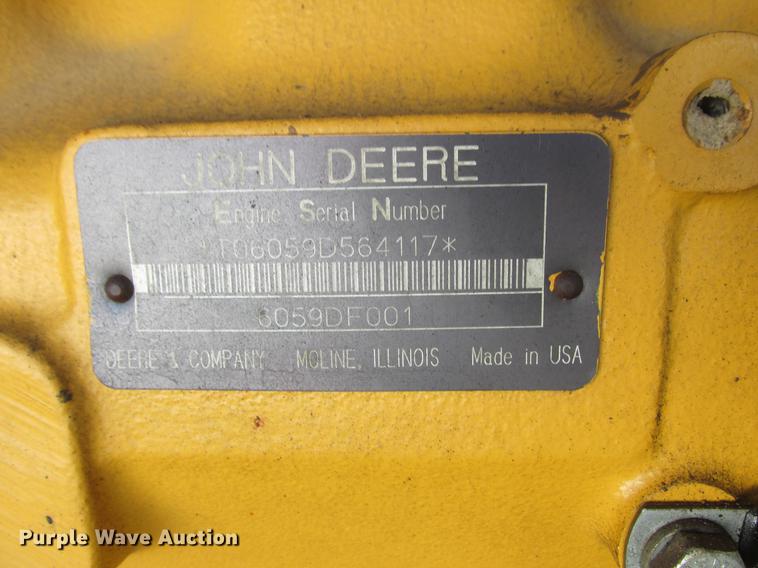 JOHN DEERE
Engine Serial Number
*T06059D564117*
6059DF001
DEERE & COMPANY MOLINE, ILLINOIS Made in USA
Purple Wave Auction